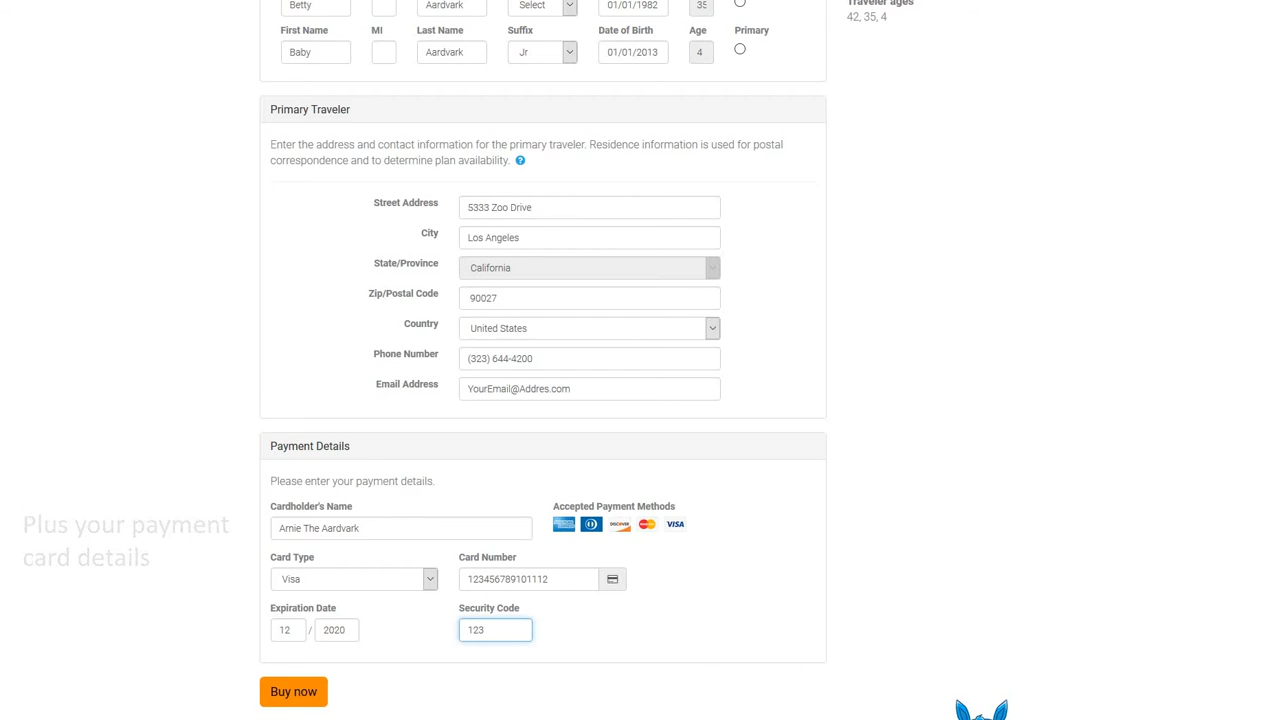 Betty Aardvark Select 01/01/1982 35
Traveler ages
42, 35, 4
First Name MI Last Name Suffix Date of Birth Age Primary
Baby Aardvark Jr 01/01/2013 4
Primary Traveler
Enter the address and contact information for the primary traveler. Residence information is used for postal
correspondence and to determine plan availability. ?
Street Address 5333 Zoo Drive
City Los Angeles
State/Province California
Zip/Postal Code 90027
Country United States
Phone Number (323) 644-4200
Email Address YourEmail@Addres.com
Payment Details
Please enter your payment details.
Cardholder's Name Accepted Payment Methods
Arnie The Aardvark DISCOVER VISA
Plus your payment
card details
Card Type Card Number
Visa 123456789101112
Expiration Date Security Code
12 / 2020 123
Buy now